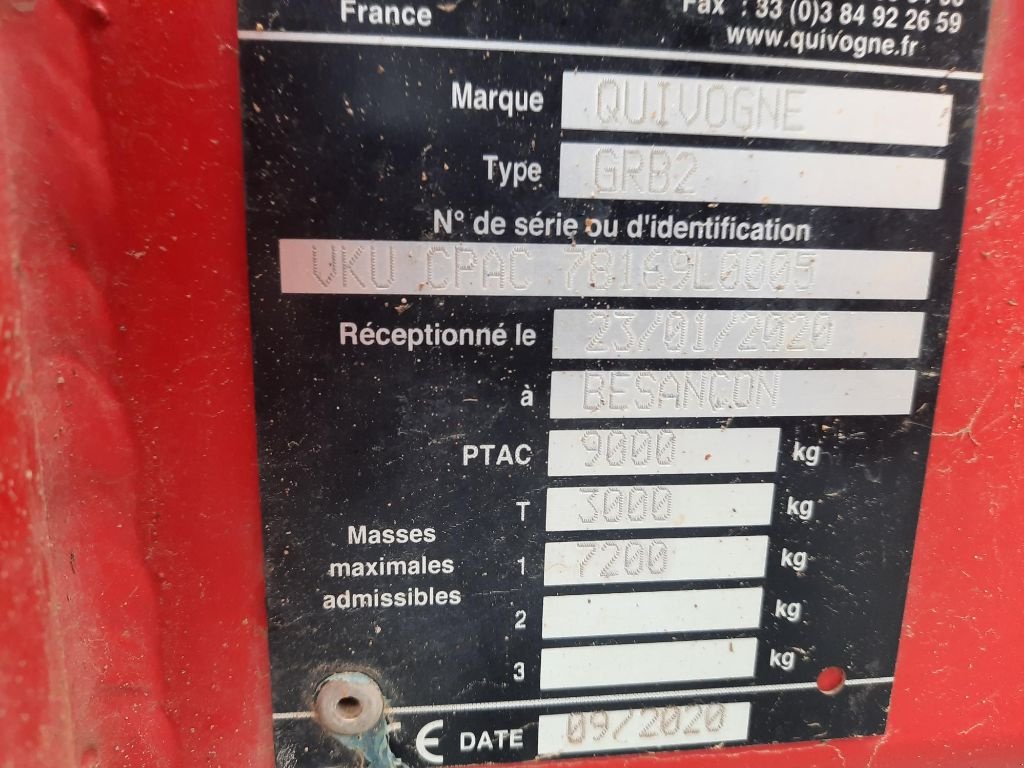 France
Fax : 33 (0)3 84 92 26 59
www.quivogne.fr
Marque QUIVOGNE
Type GRB2
N° de série ou d'identification
VKU CPAC 78169L0005
Réceptionné le 23/01/2020
à BESANCON
PTAC 9000 kg
T 3000 kg
Masses maximales admissibles
1 7200 kg
2 kg
3 kg
CE DATE 09/2020